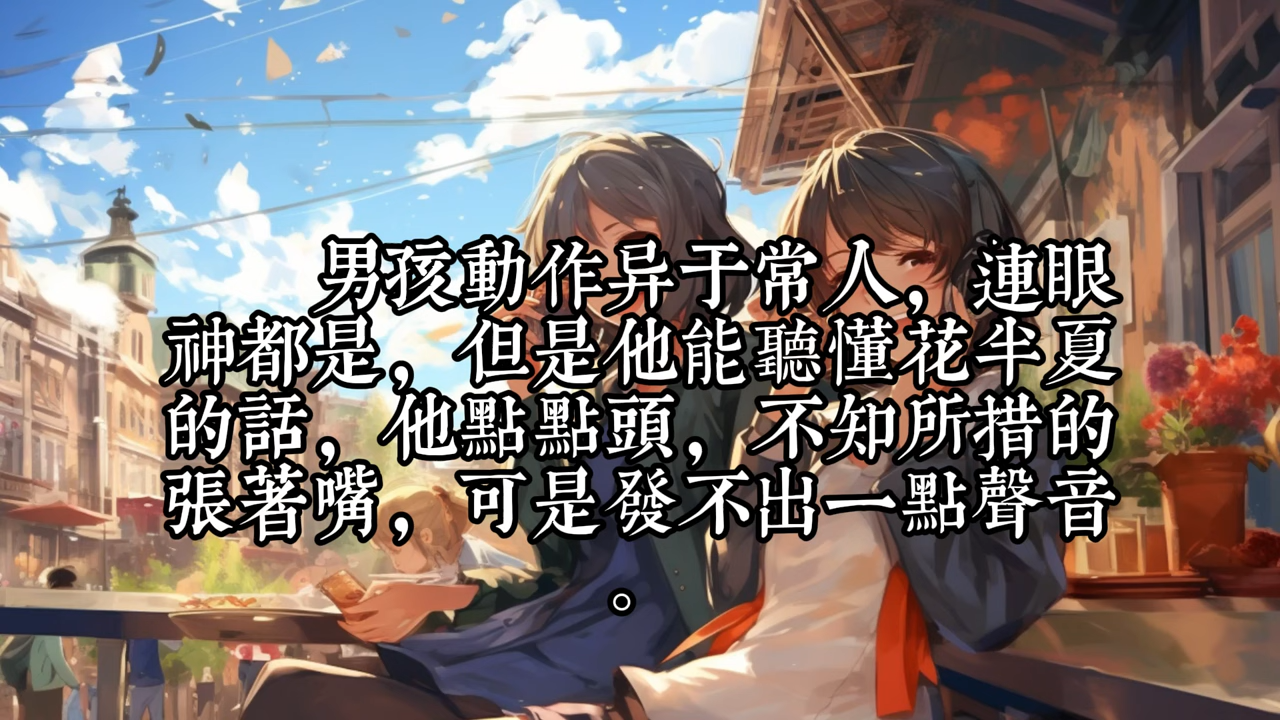 男孩動作异于常人，連眼
神都是，但是他能聽懂花半夏
的話，他點點頭，不知所措的
張著嘴，可是發不出一點聲音
。